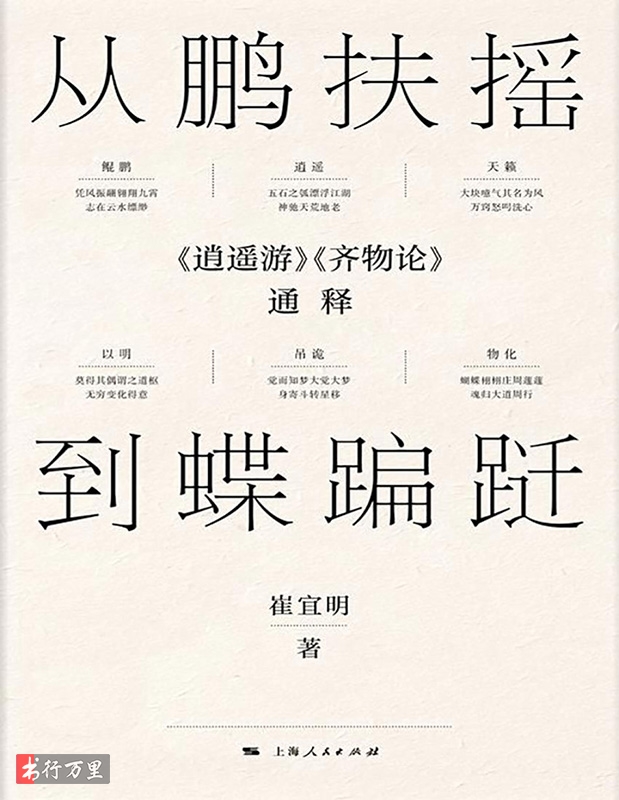 从鹏扶摇
鲲鹏
凭风振翮翱翔九霄
志在云水缥缈
逍遥
五石之瓠漂浮江湖
神驰天荒地老
天籁
大块噫气其名为风
万窍怒呺洗心
《逍遥游》《齐物论》
通释
以明
莫得其偶谓之道枢
无穷变化得意
吊诡
觉而知梦大觉大梦
身寄斗转星移
物化
蝴蝶栩栩庄周蘧蘧
魂归大道周行
到蝶蹁跹
崔宜明
著
上海人民出版社
书行万里